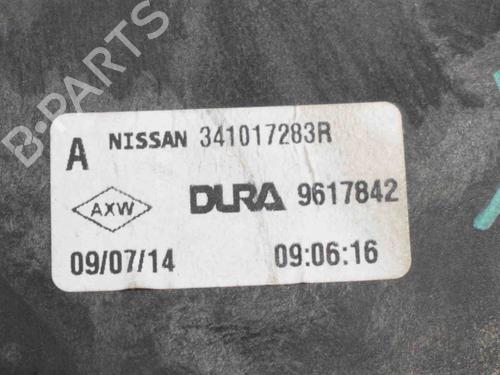 B-PARTS
A NISSAN 341017283R
AXW DURA 9617842
09/07/14 09:06:16